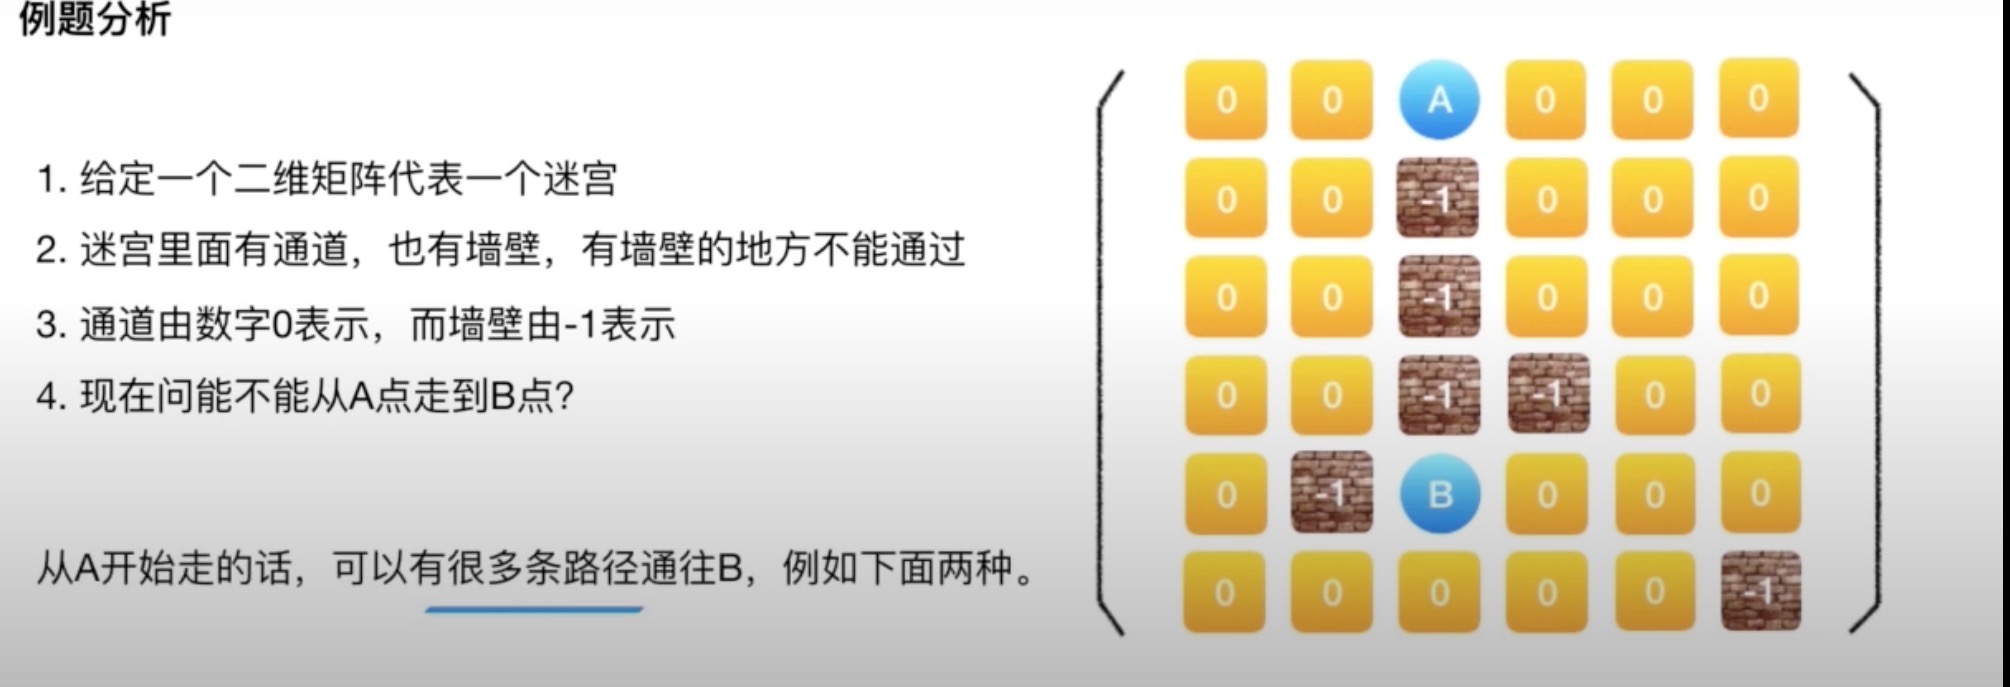 例题分析
1. 给定一个二维矩阵代表一个迷宫
2. 迷宫里面有通道，也有墙壁，有墙壁的地方不能通过
3. 通道由数字0表示，而墙壁由-1表示
4. 现在问能不能从A点走到B点?
从A开始走的话，可以有很多条路径通往B，例如下面两种。
0 0 A 0 0 0
0 0 -1 0 0 0
0 0 -1 0 0 0
0 0 -1 -1 0 0
0 -1 B 0 0 0
0 0 0 0 0 -1